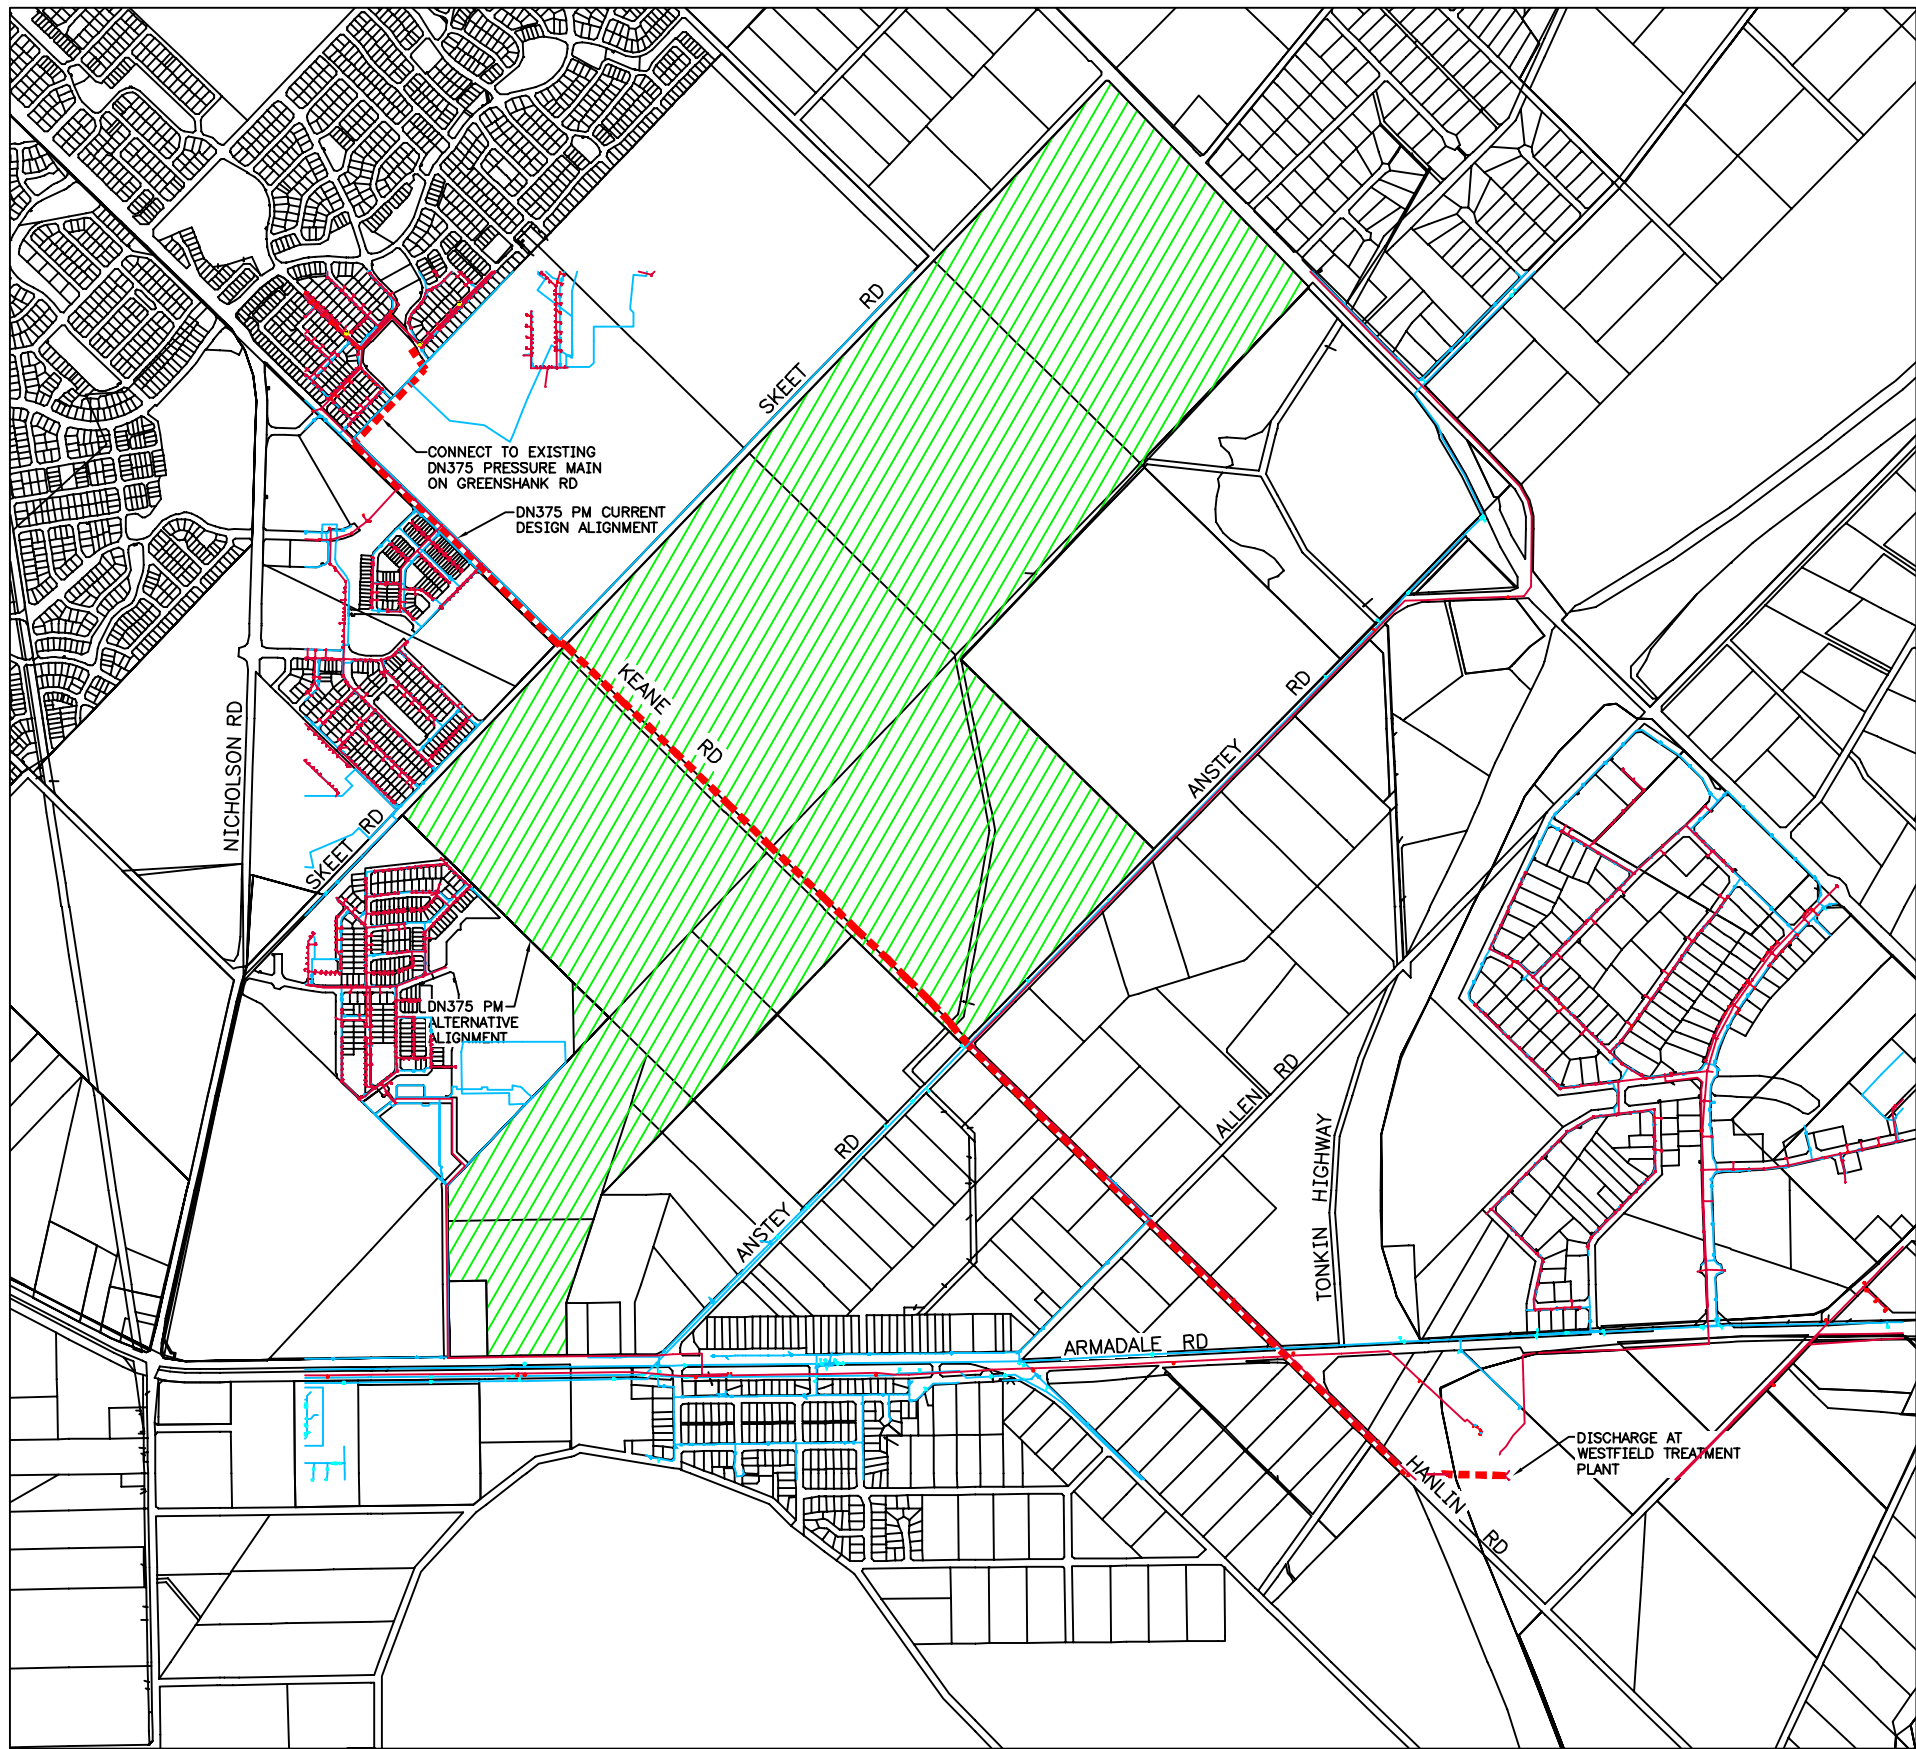 SKEET RD
CONNECT TO EXISTING
DN375 PRESSURE MAIN
ON GREENSHANK RD
DN375 PM CURRENT
DESIGN ALIGNMENT
KEANE RD
NICHOLSON RD
ANSTEY RD
SKEET RD
DN375 PM
ALTERNATIVE
ALIGNMENT
ALLEN RD
ANSTEY RD
TONKIN HIGHWAY
ARMADALE RD
DISCHARGE AT
WESTFIELD TREATMENT
PLANT
HANLIN RD